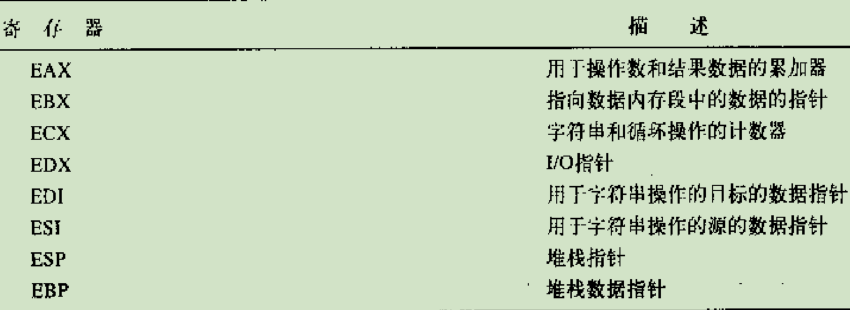 寄 存 器 描 述
EAX 用于操作数和结果数据的累加器
EBX 指向数据内存段中的数据的指针
ECX 字符串和循环操作的计数器
EDX I/O指针
EDI 用于字符串操作的目标的数据指针
ESI 用于字符串操作的源的数据指针
ESP 堆栈指针
EBP 堆栈数据指针